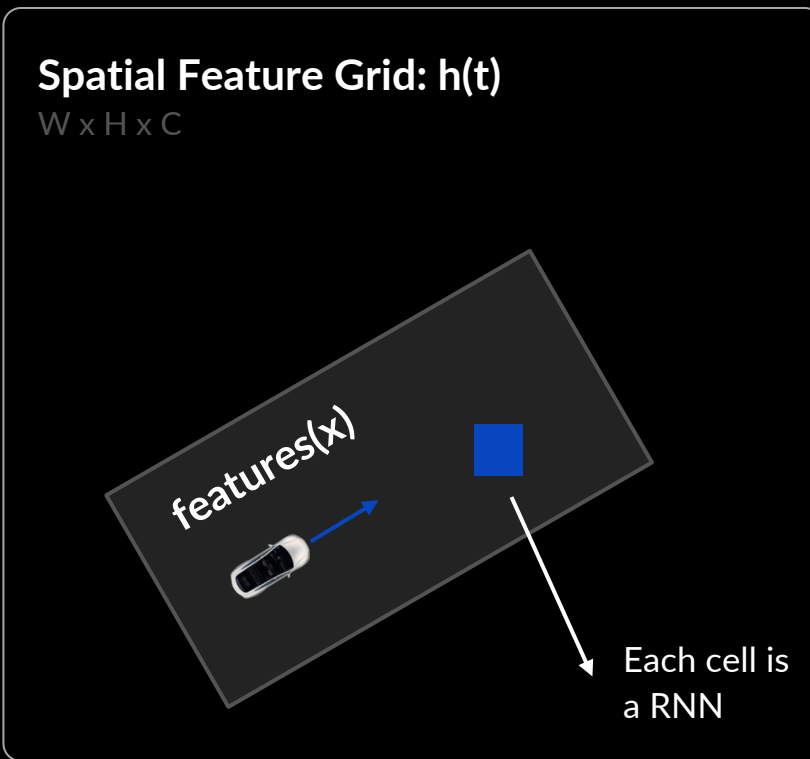 Spatial Feature Grid: h(t)
W x H x C
features(x)
Each cell is
a RNN